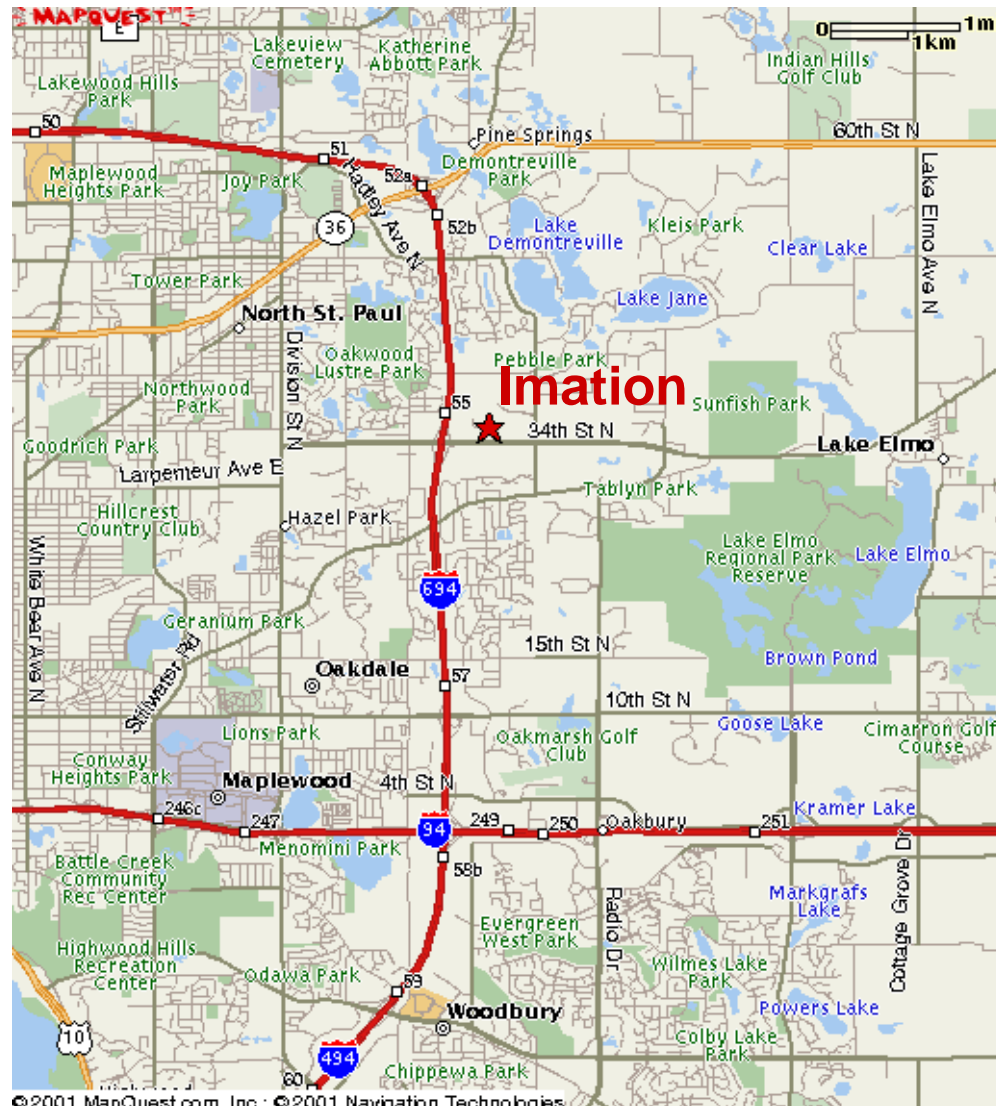 MAPQUEST
E
0
1m
1km
Lakeview
Cemetery
Katherine
Abbott Park
Indian Hills
Golf Club
Lakewood Hills
Park
50
Pine Springs
60th St N
51
52a
Demontreville
Park
Maplewood
Heights Park
Joy Park
Hadley Ave N
52b
36
Lake
Demontreville
Kleis Park
Clear Lake
Lake Elmo Ave N
Tower Park
Lake Jane
North St. Paul
Division St N
Oakwood
Lustre Park
Pebble Park
Imation
Northwood
Park
55
Sunfish Park
34th St N
Goodrich Park
Lake Elmo
Larpenteur Ave E
Tablyn Park
Hillcrest
Country Club
Hazel Park
White Bear Ave N
Lake Elmo
Regional Park
Reserve
Lake Elmo
694
Geranium Park
15th St N
Stillwater Rd
Oakdale
57
Brown Pond
10th St N
Lions Park
Oakmarsh Golf
Club
Goose Lake
Cimarron Golf
Course
Conway
Heights Park
Maplewood
4th St N
246c
247
94
249
250
Oakbury
251
Kramer Lake
Menomini Park
58b
Battle Creek
Community
Rec Center
Radio Dr
Markgrafs
Lake
Cottage Grove Dr
Evergreen
West Park
Highwood Hills
Recreation
Center
Odawa Park
59
Wilmes Lake
Park
Woodbury
Powers Lake
10
494
Colby Lake
Park
60
Chippewa Park
©2001 MapQuest.com, Inc.; ©2001 Navigation Technologies